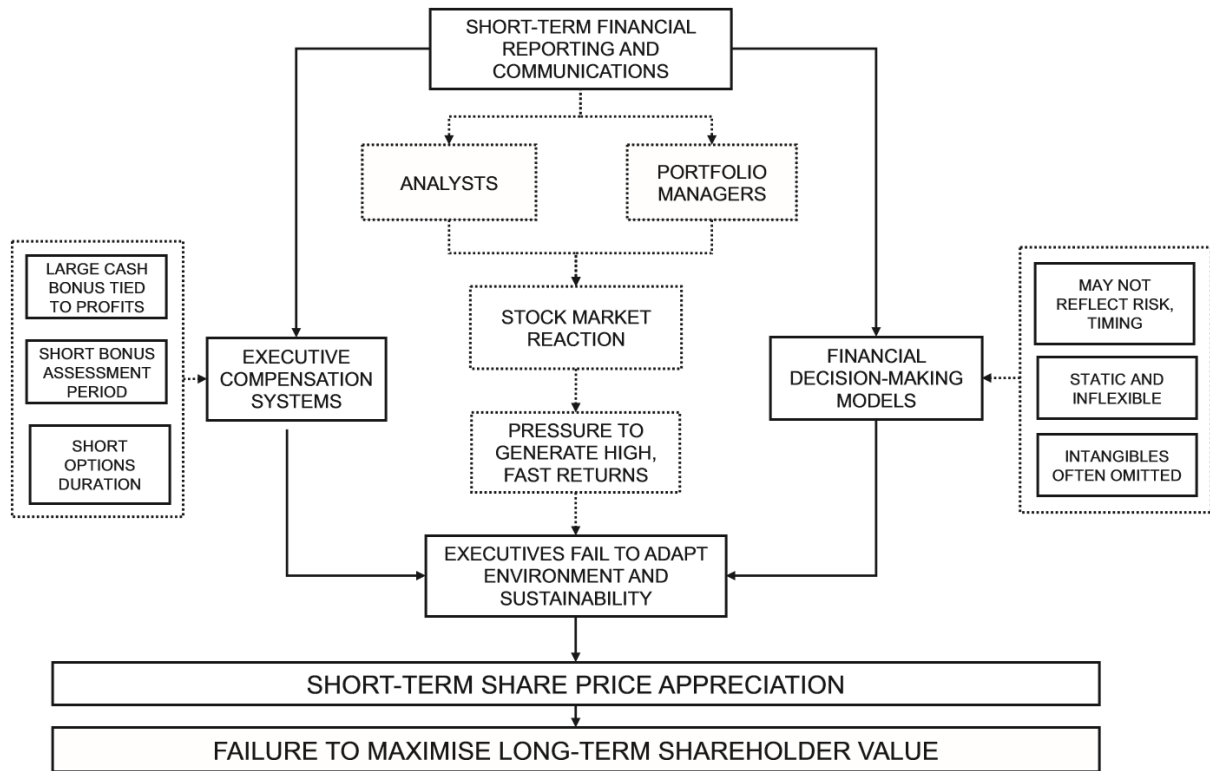 SHORT-TERM FINANCIAL
REPORTING AND
COMMUNICATIONS
ANALYSTS
PORTFOLIO
MANAGERS
LARGE CASH
BONUS TIED
TO PROFITS
SHORT BONUS
ASSESSMENT
PERIOD
SHORT
OPTIONS
DURATION
EXECUTIVE
COMPENSATION
SYSTEMS
STOCK MARKET
REACTION
PRESSURE TO
GENERATE HIGH,
FAST RETURNS
FINANCIAL
DECISION-MAKING
MODELS
MAY NOT
REFLECT RISK,
TIMING
STATIC AND
INFLEXIBLE
INTANGIBLES
OFTEN OMITTED
EXECUTIVES FAIL TO ADAPT
ENVIRONMENT AND
SUSTAINABILITY
SHORT-TERM SHARE PRICE APPRECIATION
FAILURE TO MAXIMISE LONG-TERM SHAREHOLDER VALUE